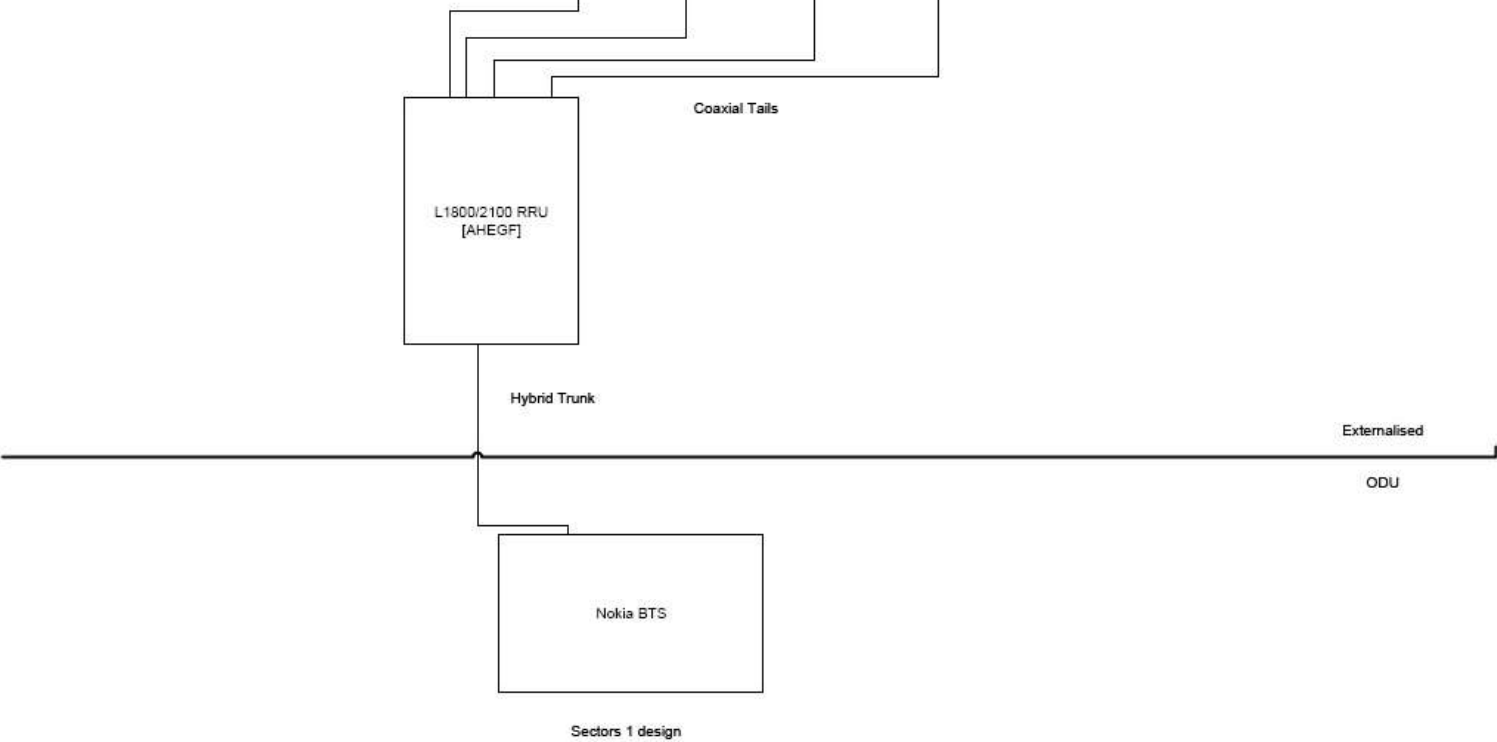 Coaxial Tails
L1800/2100 RRU
[AHEGF]
Hybrid Trunk
Externalised
ODU
Nokia BTS
Sectors 1 design